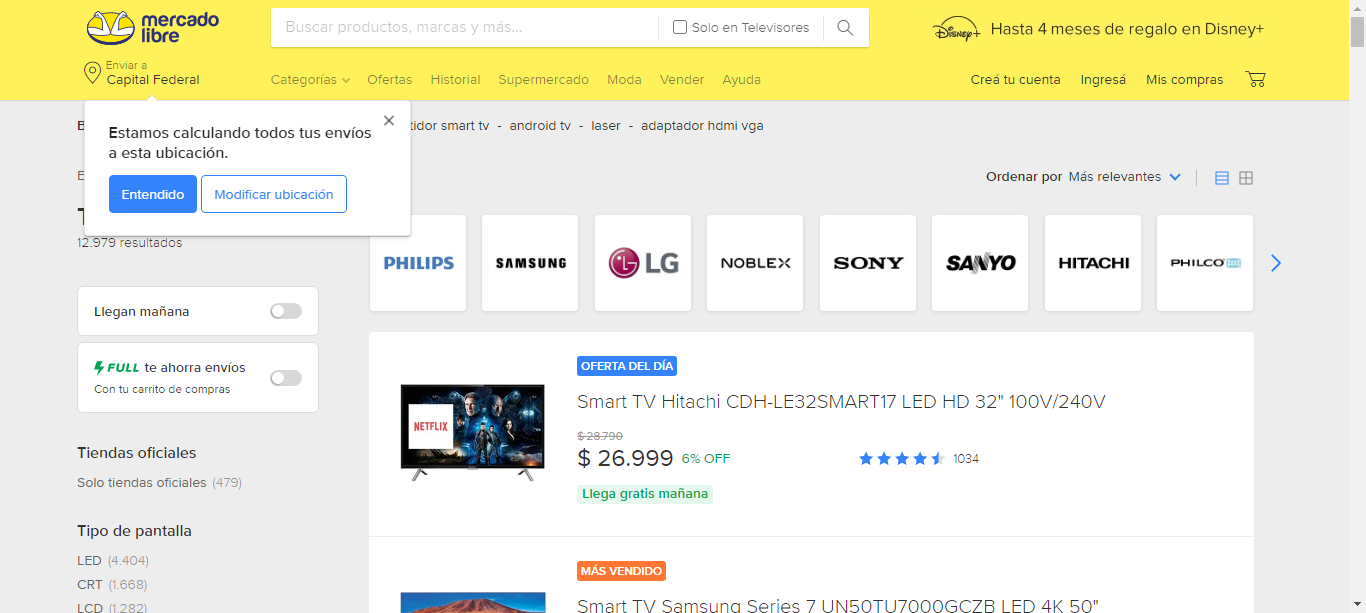 mercado
libre
Buscar productos, marcas y más...
Solo en Televisores
Disney+
Hasta 4 meses de regalo en Disney+
Enviar a
Capital Federal
Categorías
Ofertas
Historial
Supermercado
Moda
Vender
Ayuda
Creá tu cuenta
Ingresá
Mis compras
Estamos calculando todos tus envíos
a esta ubicación.
Entendido
Modificar ubicación
smart tv - android tv - laser - adaptador hdmi vga
Ordenar por Más relevantes
12.979 resultados
PHILIPS
SAMSUNG
LG
NOBLEX
SONY
SANYO
HITACHI
PHILCO
Llegan mañana
FULL te ahorra envíos
Con tu carrito de compras
Tiendas oficiales
Solo tiendas oficiales (479)
Tipo de pantalla
LED (4.404)
CRT (1.668)
LCD (1.282)
OFERTA DEL DÍA
Smart TV Hitachi CDH-LE32SMART17 LED HD 32" 100V/240V
NETFLIX
$ 28.790
$ 26.999 6% OFF
1034
Llega gratis mañana
MÁS VENDIDO
Smart TV Samsung Series 7 UN50TU7000GCZB LED 4K 50"